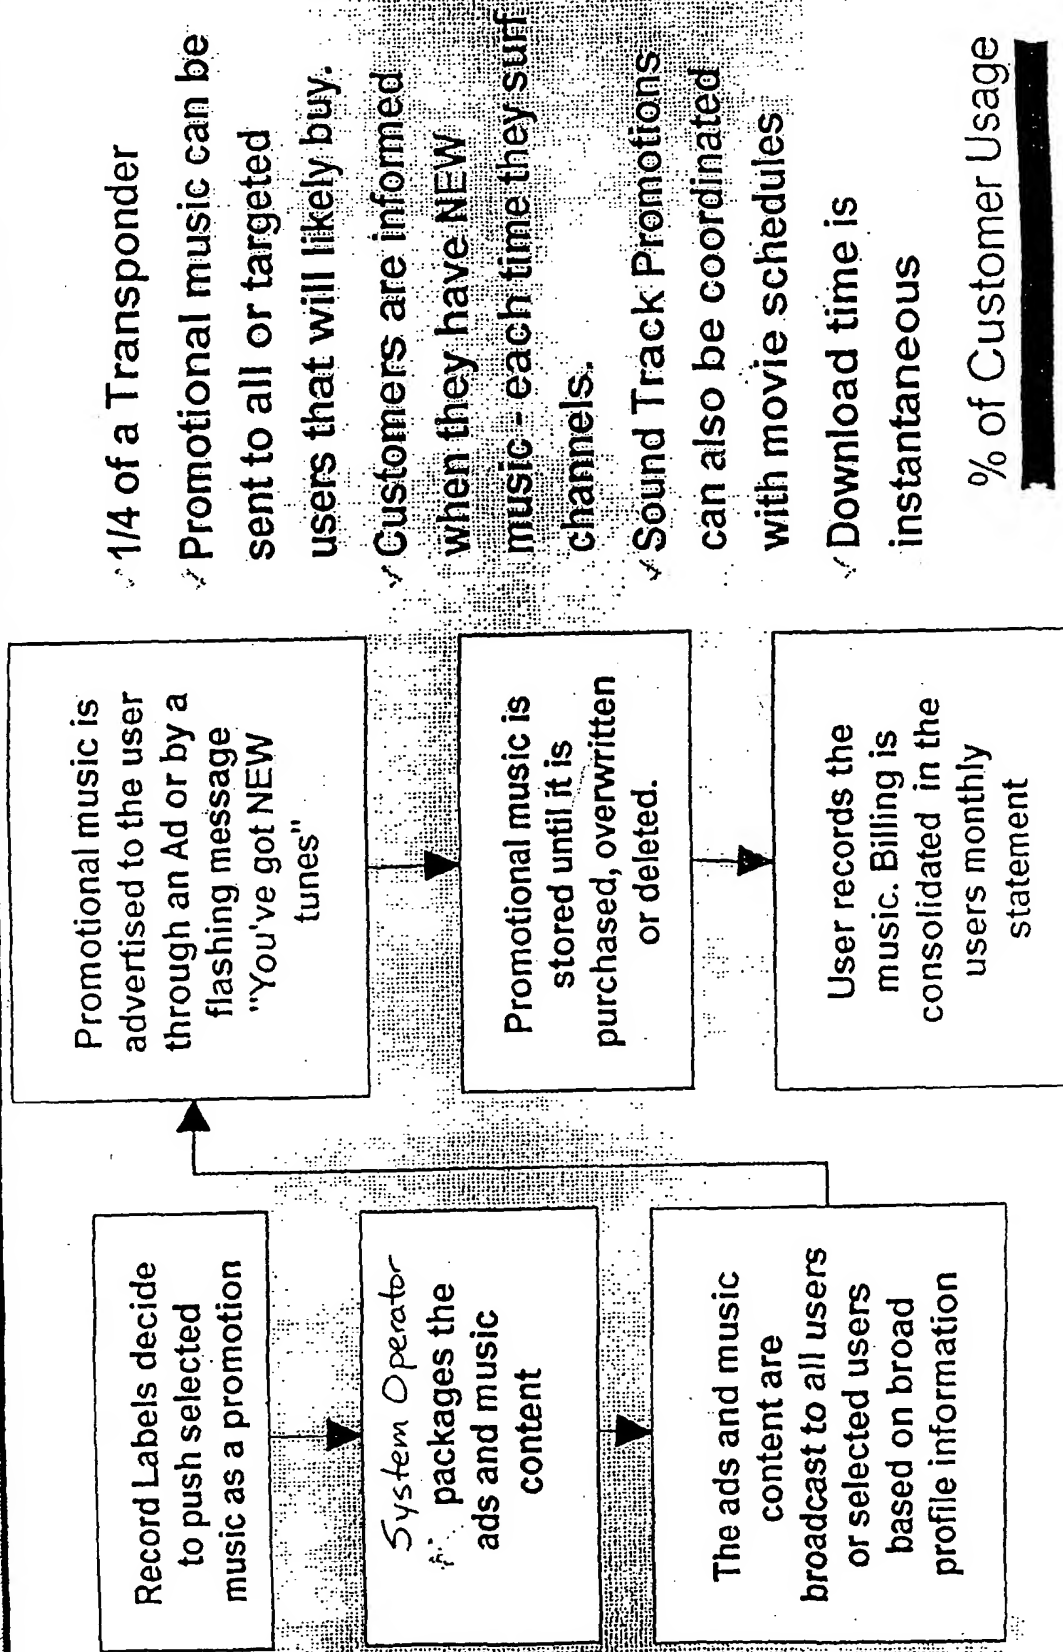 Record Labels decide
to push selected
music as a promotion
System Operator
packages the
ads and music
content
The ads and music
content are
broadcast to all users
or selected users
based on broad
profile information
Promotional music is
advertised to the user
through an Ad or by a
flashing message
"You've got NEW
tunes"
Promotional music is
stored until it is
purchased, overwritten
or deleted.
User records the
music. Billing is
consolidated in the
users monthly
statement
✓ 1/4 of a Transponder
✓ Promotional music can be
sent to all or targeted
users that will likely buy.
✓ Customers are informed
when they have NEW
music - each time they surf
channels.
✓ Sound Track Promotions
can also be coordinated
with movie schedules
✓ Download time is
instantaneous
% of Customer Usage